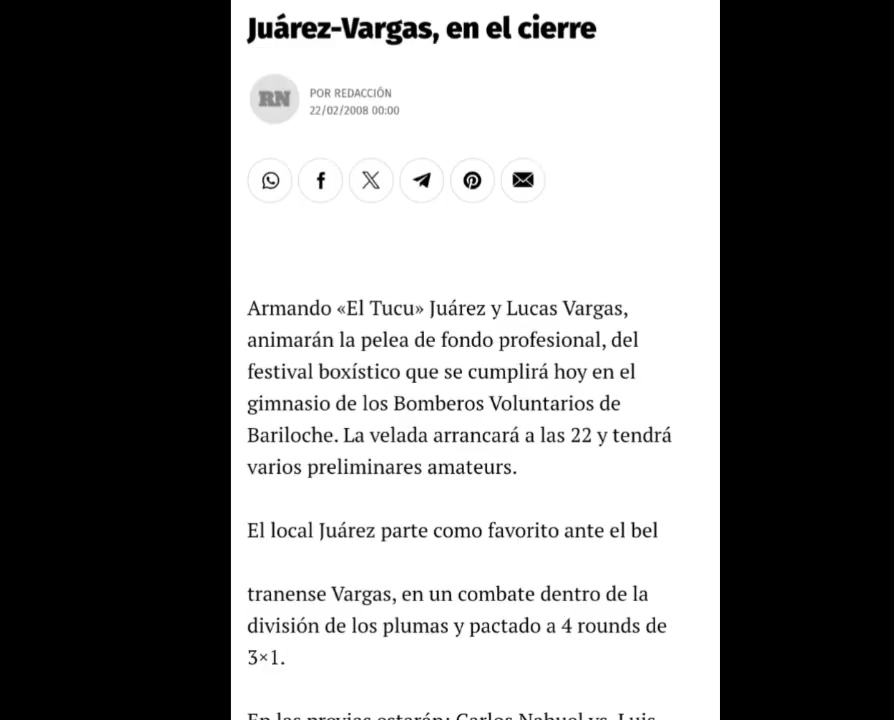 Juárez-Vargas, en el cierre
RN
POR REDACCIÓN
22/02/2008 00:00
Armando «El Tucu» Juárez y Lucas Vargas,
animarán la pelea de fondo profesional, del
festival boxístico que se cumplirá hoy en el
gimnasio de los Bomberos Voluntarios de
Bariloche. La velada arrancará a las 22 y tendrá
varios preliminares amateurs.
El local Juárez parte como favorito ante el bel
tranense Vargas, en un combate dentro de la
división de los plumas y pactado a 4 rounds de
3×1.
En las previas estarán: Carlos Nahuel vs. Luis